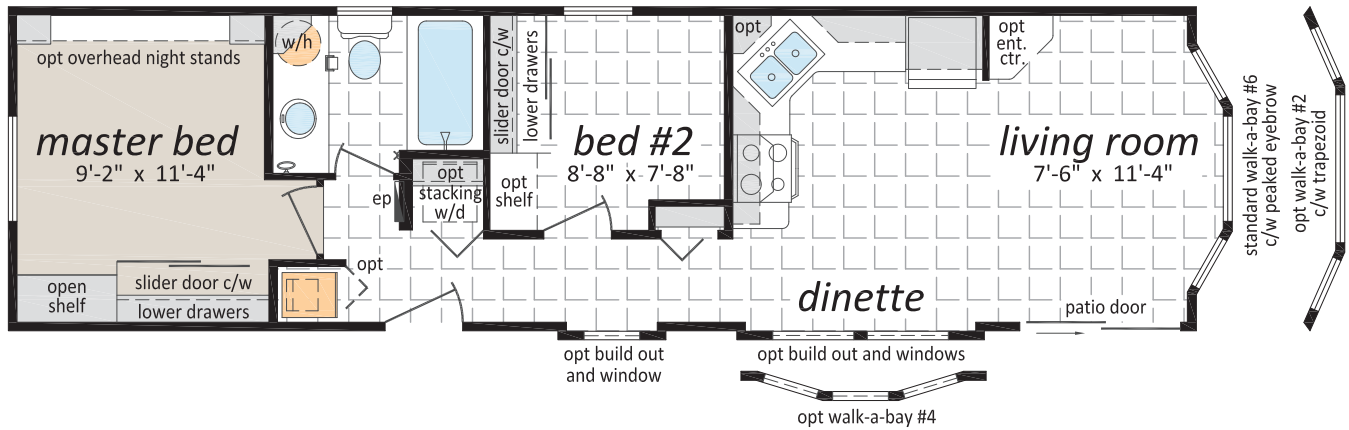 opt overhead night stands
master bed
9'-2" x 11'-4"
open
shelf
slider door c/w
lower drawers
w/h
ep
opt
stacking
w/d
opt
slider door c/w
lower drawers
opt
shelf
bed #2
8'-8" x 7'-8"
opt
opt
ent.
ctr.
living room
7'-6" x 11'-4"
dinette
patio door
opt build out
and window
opt build out and windows
opt walk-a-bay #4
standard walk-a-bay #6
c/w peaked eyebrow
opt walk-a-bay #2
c/w trapezoid